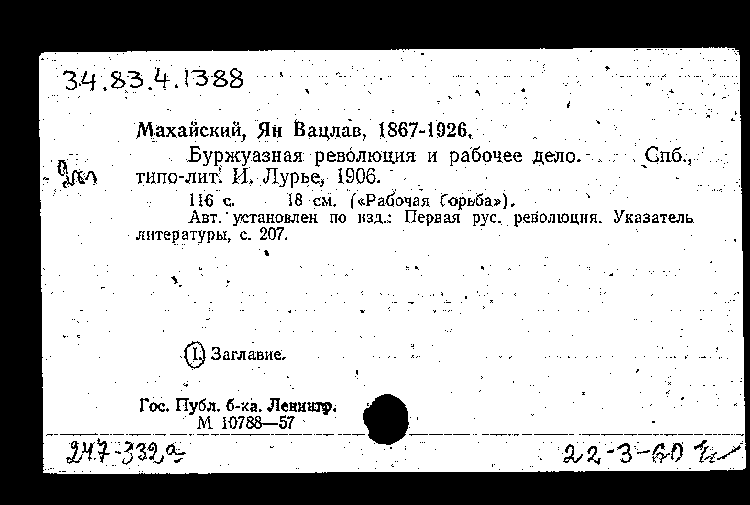 34.83.4.1388
Махайский, Ян Вацлав, 1867-1926.
Буржуазная революция и рабочее дело. Спб.,
типо-лит. И. Лурье, 1906.
116 с. 18 см. («Рабочая борьба»).
Авт. установлен по изд.: Первая рус. революция. Указатель
литературы, с. 207.
(I.) Заглавие.
Гос. Публ. б-ка. Ленингр.
М 10788—57
247-332а
22-3-60